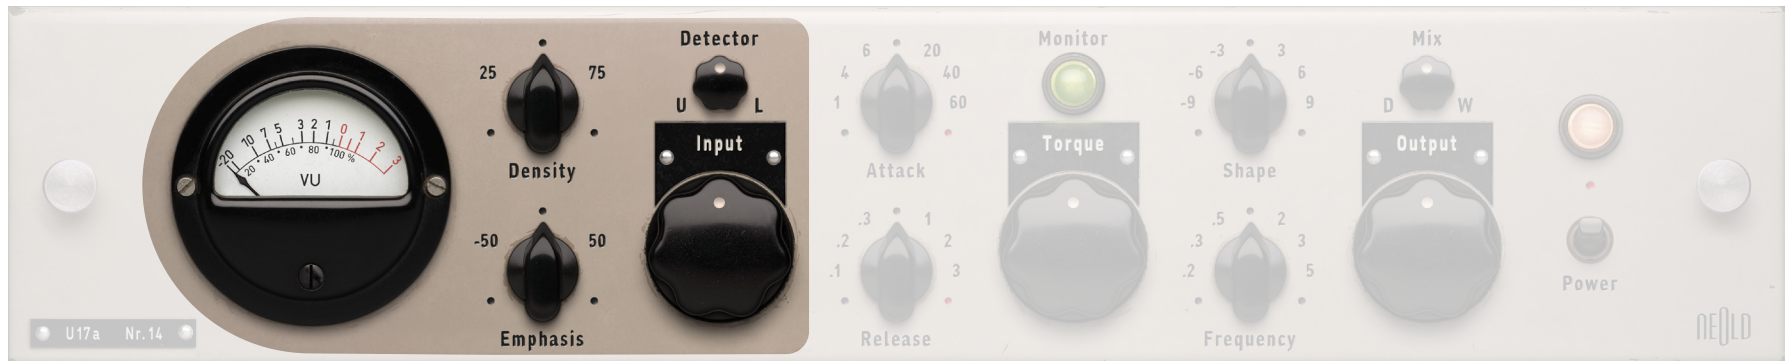 -20 10 7 5 3 2 1 0 1 2 3
20 40 60 80 100 %
VU
25 75
Density
-50 50
Emphasis
Detector
U L
Input
1 4 6 20 40 60
Attack
.1 .2 .3 1 2 3
Release
Monitor
Torque
-9 -6 -3 3 6 9
Shape
.2 .3 .5 2 3 5
Frequency
Mix
D W
Output
Power
U17a Nr.14
NEOLD